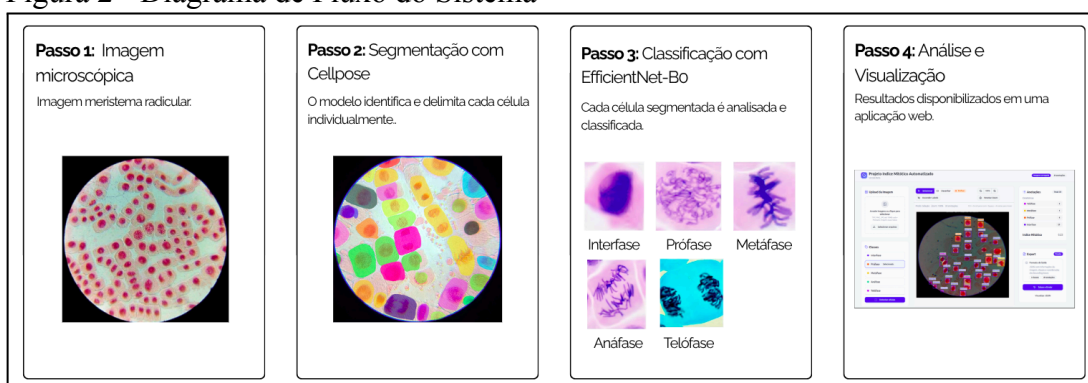 Figura 2 - Diagrama de Fluxo do Sistema
Passo 1: Imagem
microscópica
Imagem meristema radicular.
Passo 2: Segmentação com
Cellpose
O modelo identifica e delimita cada célula
individualmente..
Passo 3: Classificação com
EfficientNet-B0
Cada célula segmentada é analisada e
classificada.
Interfase
Prófase
Metáfase
Anáfase
Telófase
Passo 4: Análise e
Visualização
Resultados disponibilizados em uma
aplicação web.
Projeto Índice Mitótico Automatizado